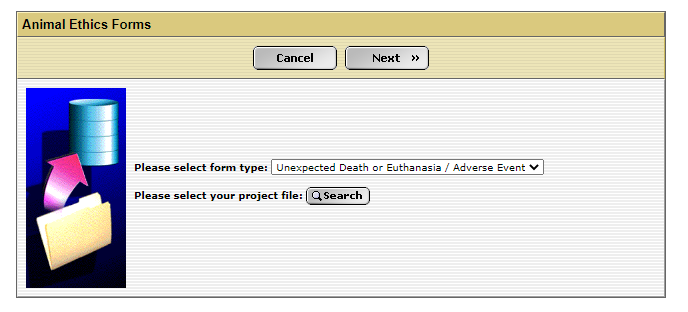 Animal Ethics Forms
Cancel
Next »
Please select form type: Unexpected Death or Euthanasia / Adverse Event
Please select your project file: Search